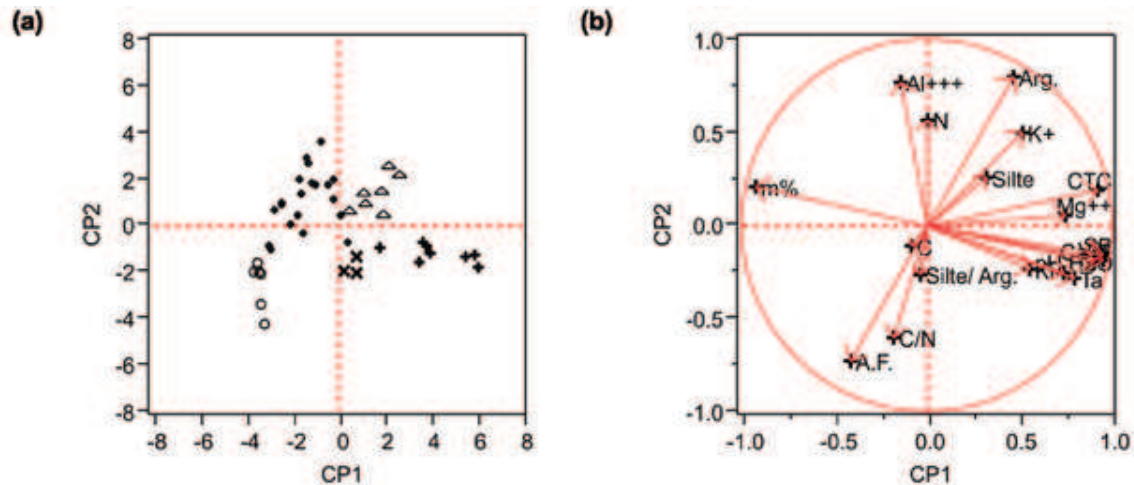 (a)
8
6
4
2
0
-2
-4
-6
-8
CP2
-8 -6 -4 -2 0 2 4 6 8
CP1
(b)
1.0
0.5
0.0
-0.5
-1.0
CP2
Al+++
Arg.
N
K+
Silte
CTC
m%
Mg++
C
Silte/ Arg.
Ta
C/N
A.F.
-1.0 -0.5 0.0 0.5 1.0
CP1